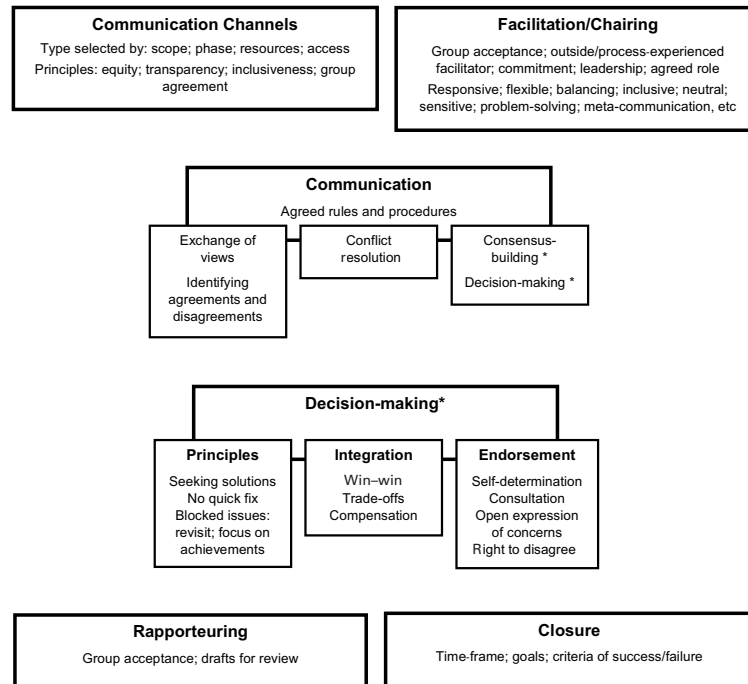 Communication Channels
Type selected by: scope; phase; resources; access
Principles: equity; transparency; inclusiveness; group
agreement
Facilitation/Chairing
Group acceptance; outside/process-experienced
facilitator; commitment; leadership; agreed role
Responsive; flexible; balancing; inclusive; neutral;
sensitive; problem-solving; meta-communication, etc
Communication
Agreed rules and procedures
Exchange of
views
Identifying
agreements and
disagreements
Conflict
resolution
Consensus-
building *
Decision-making *
Decision-making*
Principles
Seeking solutions
No quick fix
Blocked issues:
revisit; focus on
achievements
Integration
Win–win
Trade-offs
Compensation
Endorsement
Self-determination
Consultation
Open expression
of concerns
Right to disagree
Rapporteuring
Group acceptance; drafts for review
Closure
Time-frame; goals; criteria of success/failure